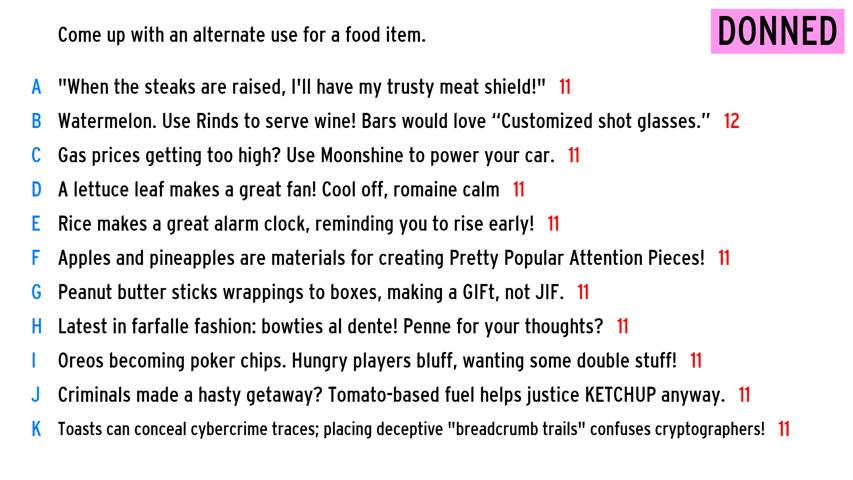 Come up with an alternate use for a food item.
DONNED
A "When the steaks are raised, I'll have my trusty meat shield!" 11
B Watermelon. Use Rinds to serve wine! Bars would love “Customized shot glasses.” 12
C Gas prices getting too high? Use Moonshine to power your car. 11
D A lettuce leaf makes a great fan! Cool off, romaine calm 11
E Rice makes a great alarm clock, reminding you to rise early! 11
F Apples and pineapples are materials for creating Pretty Popular Attention Pieces! 11
G Peanut butter sticks wrappings to boxes, making a GIFt, not JIF. 11
H Latest in farfalle fashion: bowties al dente! Penne for your thoughts? 11
I Oreos becoming poker chips. Hungry players bluff, wanting some double stuff! 11
J Criminals made a hasty getaway? Tomato-based fuel helps justice KETCHUP anyway. 11
K Toasts can conceal cybercrime traces; placing deceptive "breadcrumb trails" confuses cryptographers! 11